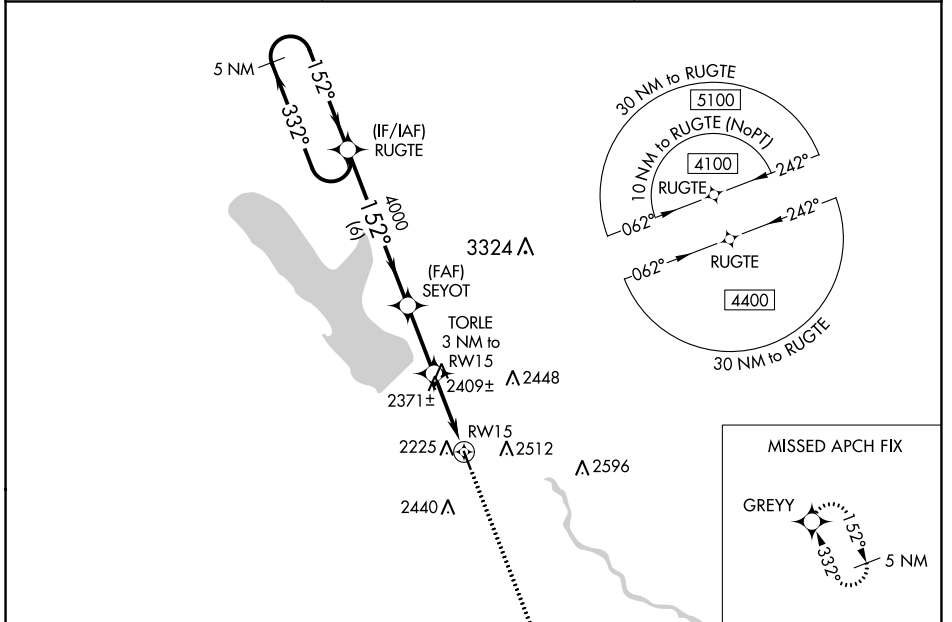 5 NM
152°
332°
(IF/IAF)
RUGTE
4000
152°
(6)
3324
(FAF)
SEYOT
TORLE
3 NM to
RW15
2409±
2371±
2448
RW15
2225
2512
2596
2440
30 NM to RUGTE
5100
10 NM to RUGTE (NoPT)
4100
RUGTE
242°
062°
242°
062°
RUGTE
4400
30 NM to RUGTE
MISSED APCH FIX
GREYY
152°
332°
5 NM